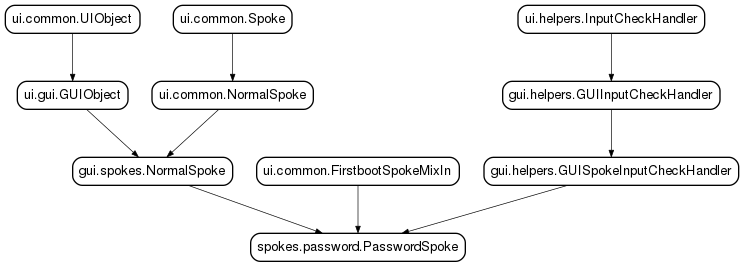 ui.common.UIObject
ui.common.Spoke
ui.helpers.InputCheckHandler
ui.gui.GUIObject
ui.common.NormalSpoke
gui.helpers.GUIInputCheckHandler
gui.spokes.NormalSpoke
ui.common.FirstbootSpokeMixIn
gui.helpers.GUISpokeInputCheckHandler
spokes.password.PasswordSpoke